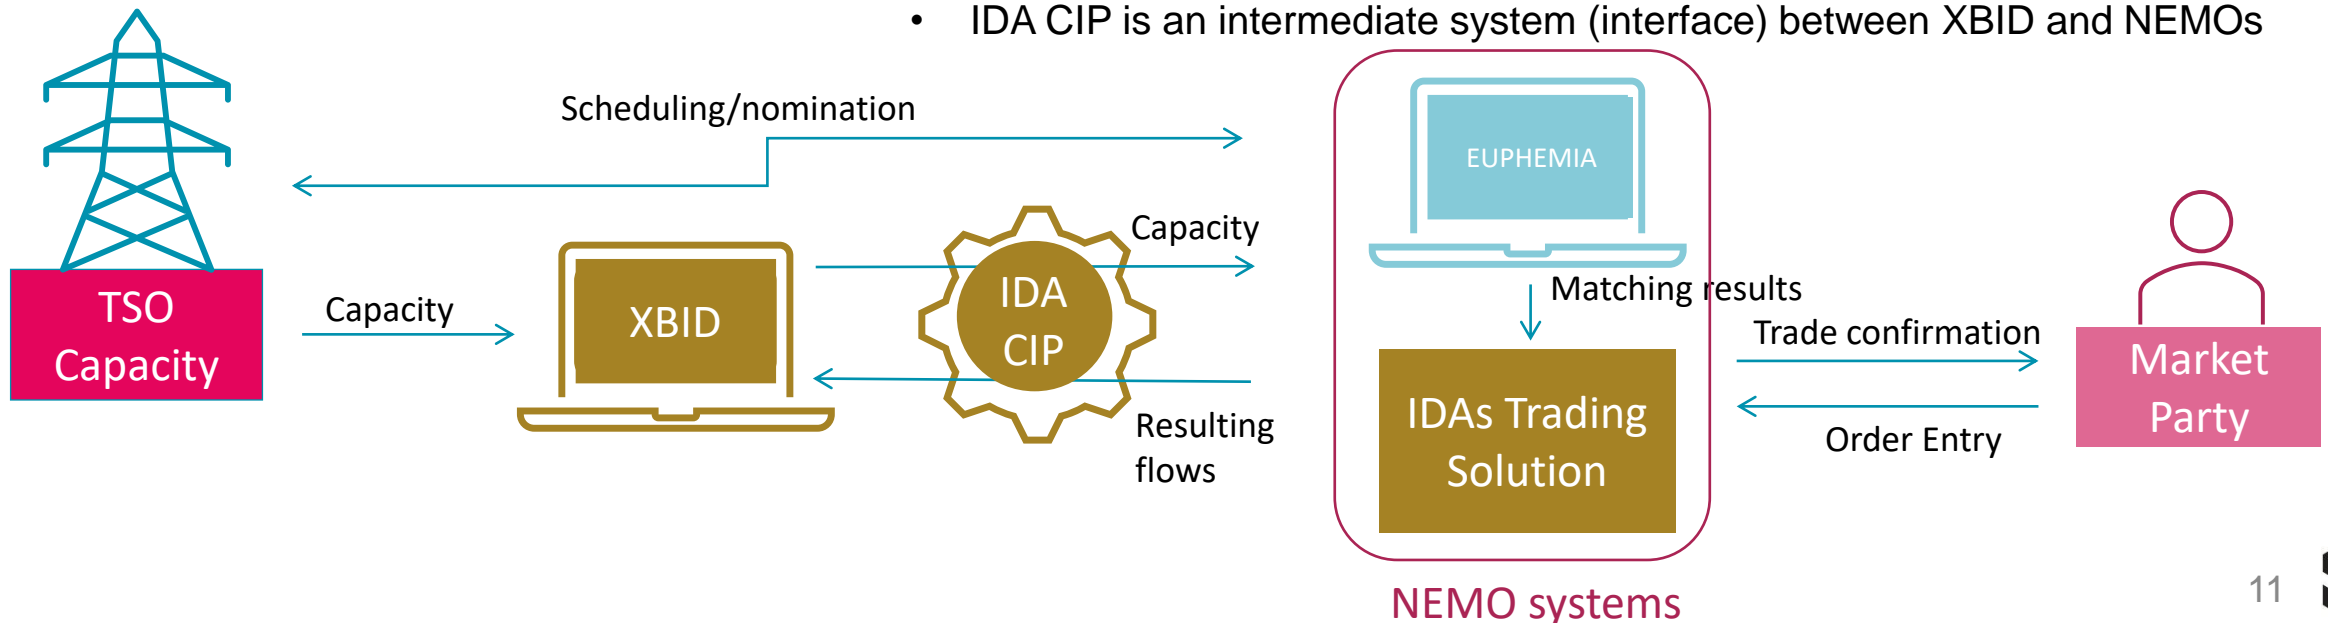 • IDA CIP is an intermediate system (interface) between XBID and NEMOs
Scheduling/nomination
EUPHEMIA
Capacity
TSO
Capacity
Capacity
XBID
IDA
CIP
Matching results
Trade confirmation
Market
Party
Resulting
flows
IDAs Trading
Solution
Order Entry
NEMO systems
11